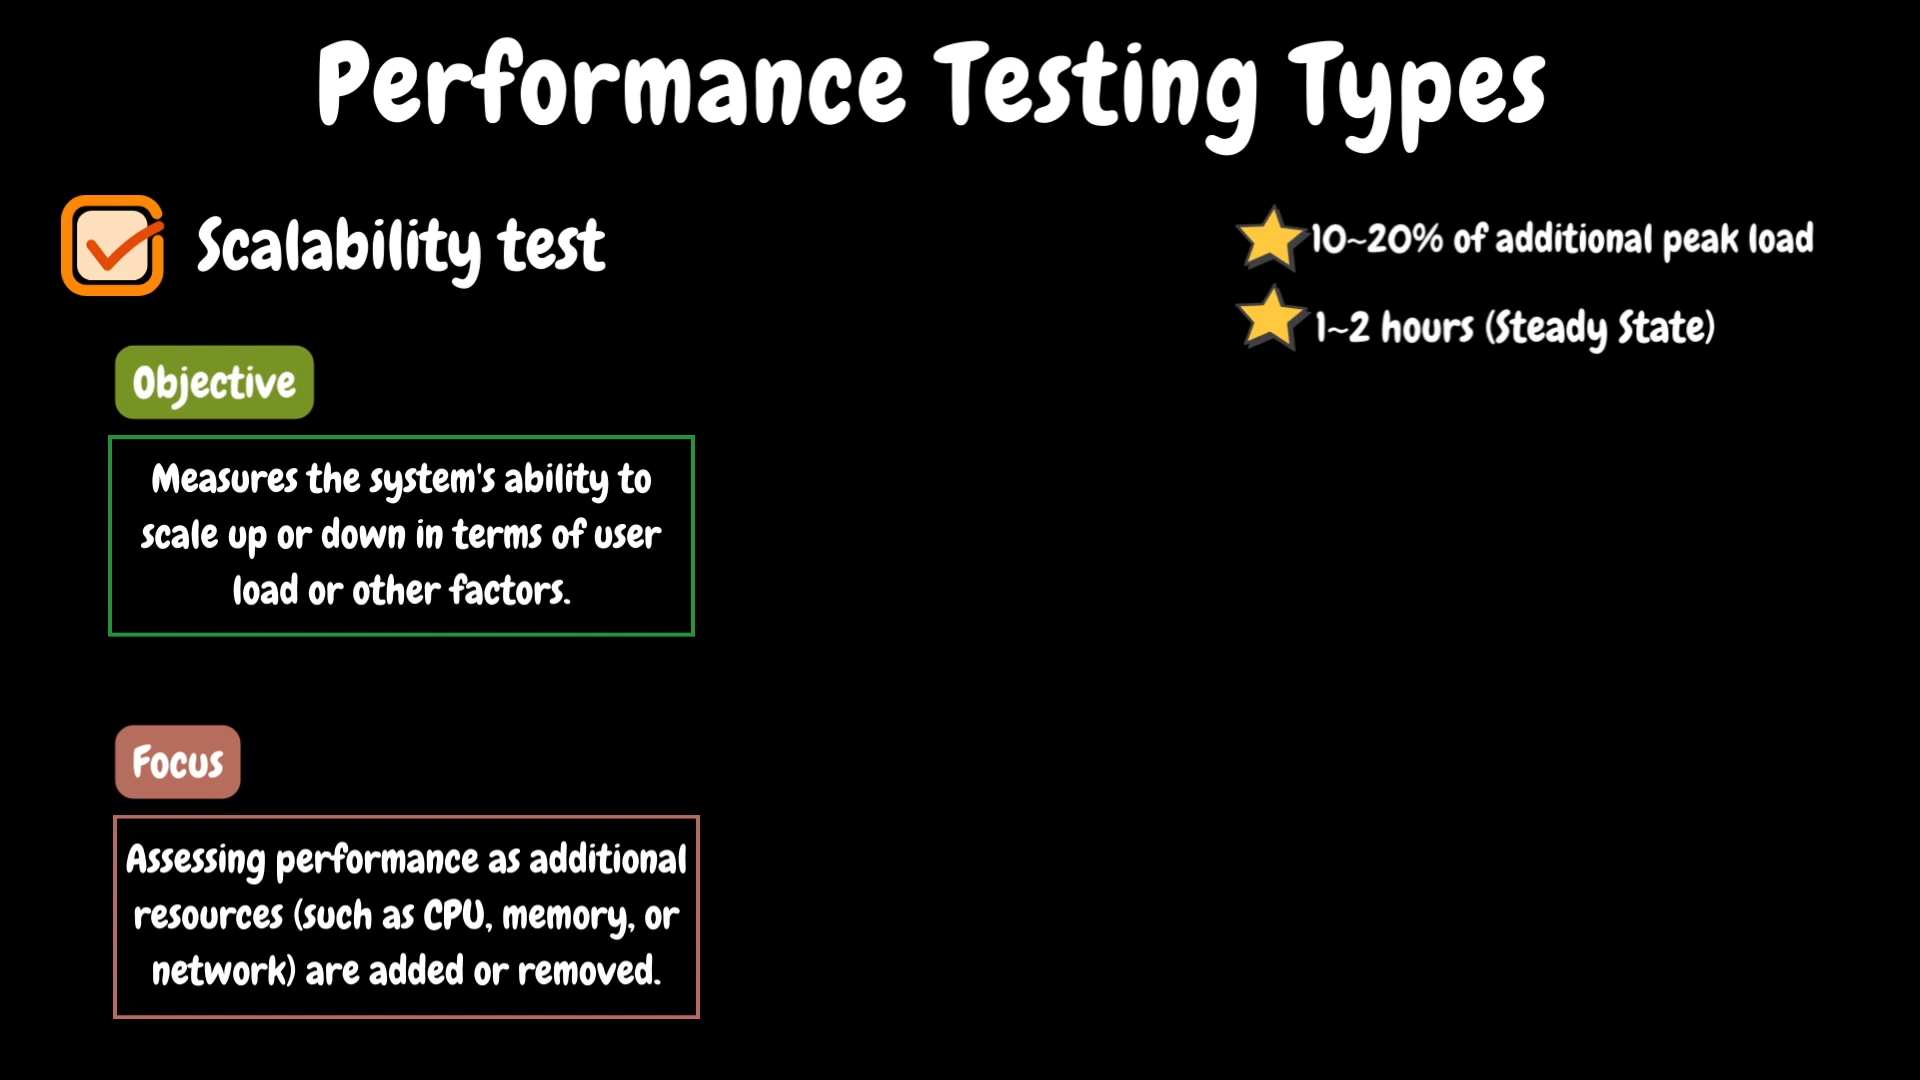 Performance Testing Types
Scalability test
10~20% of additional peak load
1~2 hours (Steady State)
Objective
Measures the system's ability to
scale up or down in terms of user
load or other factors.
Focus
Assessing performance as additional
resources (such as CPU, memory, or
network) are added or removed.